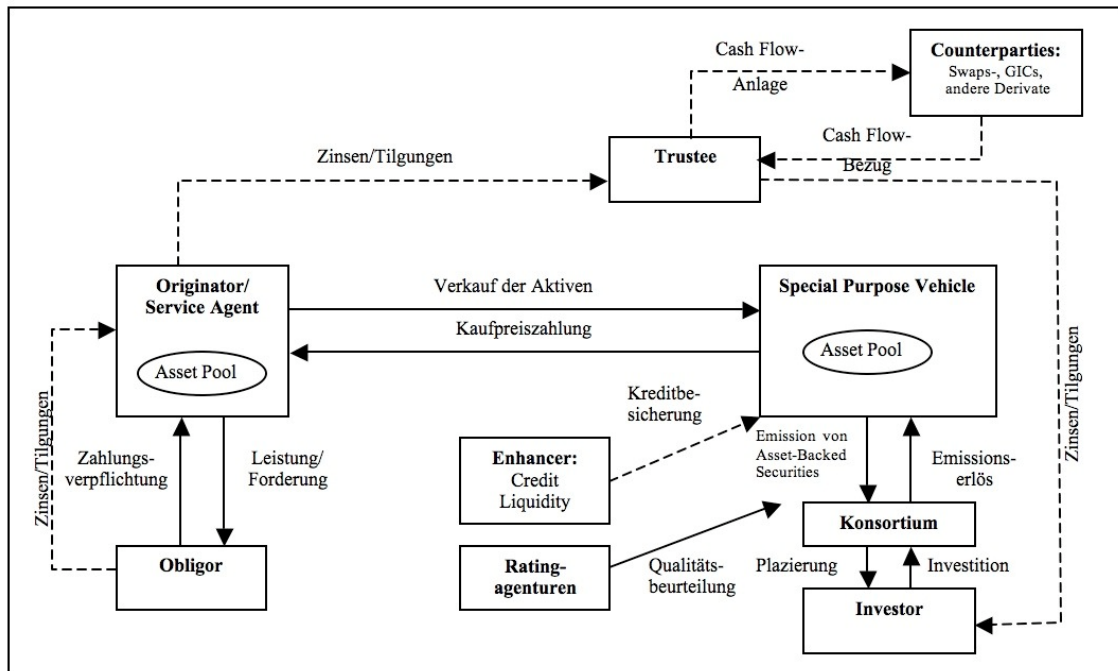 Cash Flow-
Anlage
Counterparties:
Swaps-, GICs,
andere Derivate
Cash Flow-
Bezug
Zinsen/Tilgungen
Trustee
Originator/
Service Agent
Asset Pool
Verkauf der Aktiven
Kaufpreiszahlung
Special Purpose Vehicle
Asset Pool
Zinsen/Tilgungen
Zahlungs-
verpflichtung
Leistung/
Forderung
Obligor
Kreditbe-
sicherung
Enhancer:
Credit
Liquidity
Rating-
agenturen
Qualitäts-
beurteilung
Emission von
Asset-Backed
Securities
Emissions-
erlös
Konsortium
Plazierung
Investition
Investor
Zinsen/Tilgungen